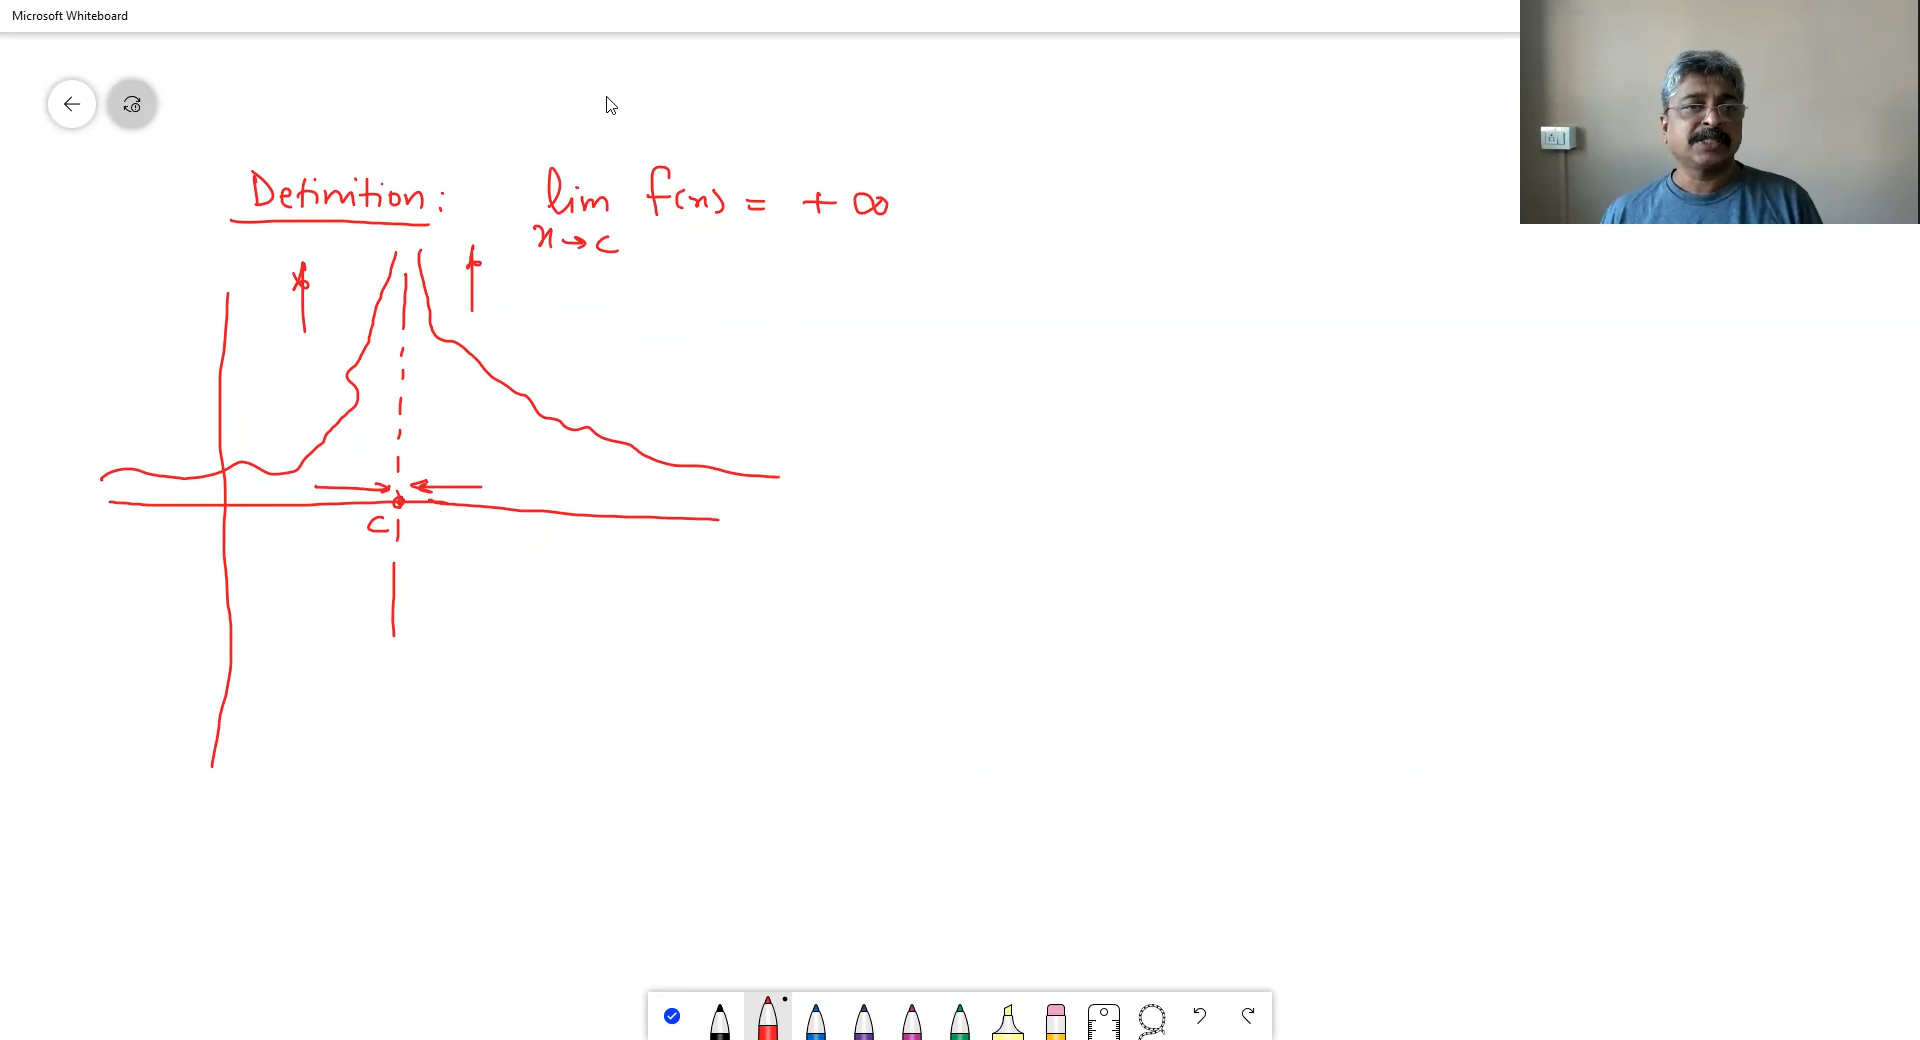 Microsoft Whiteboard
Definition: lim f(x) = + ∞
x→c
c